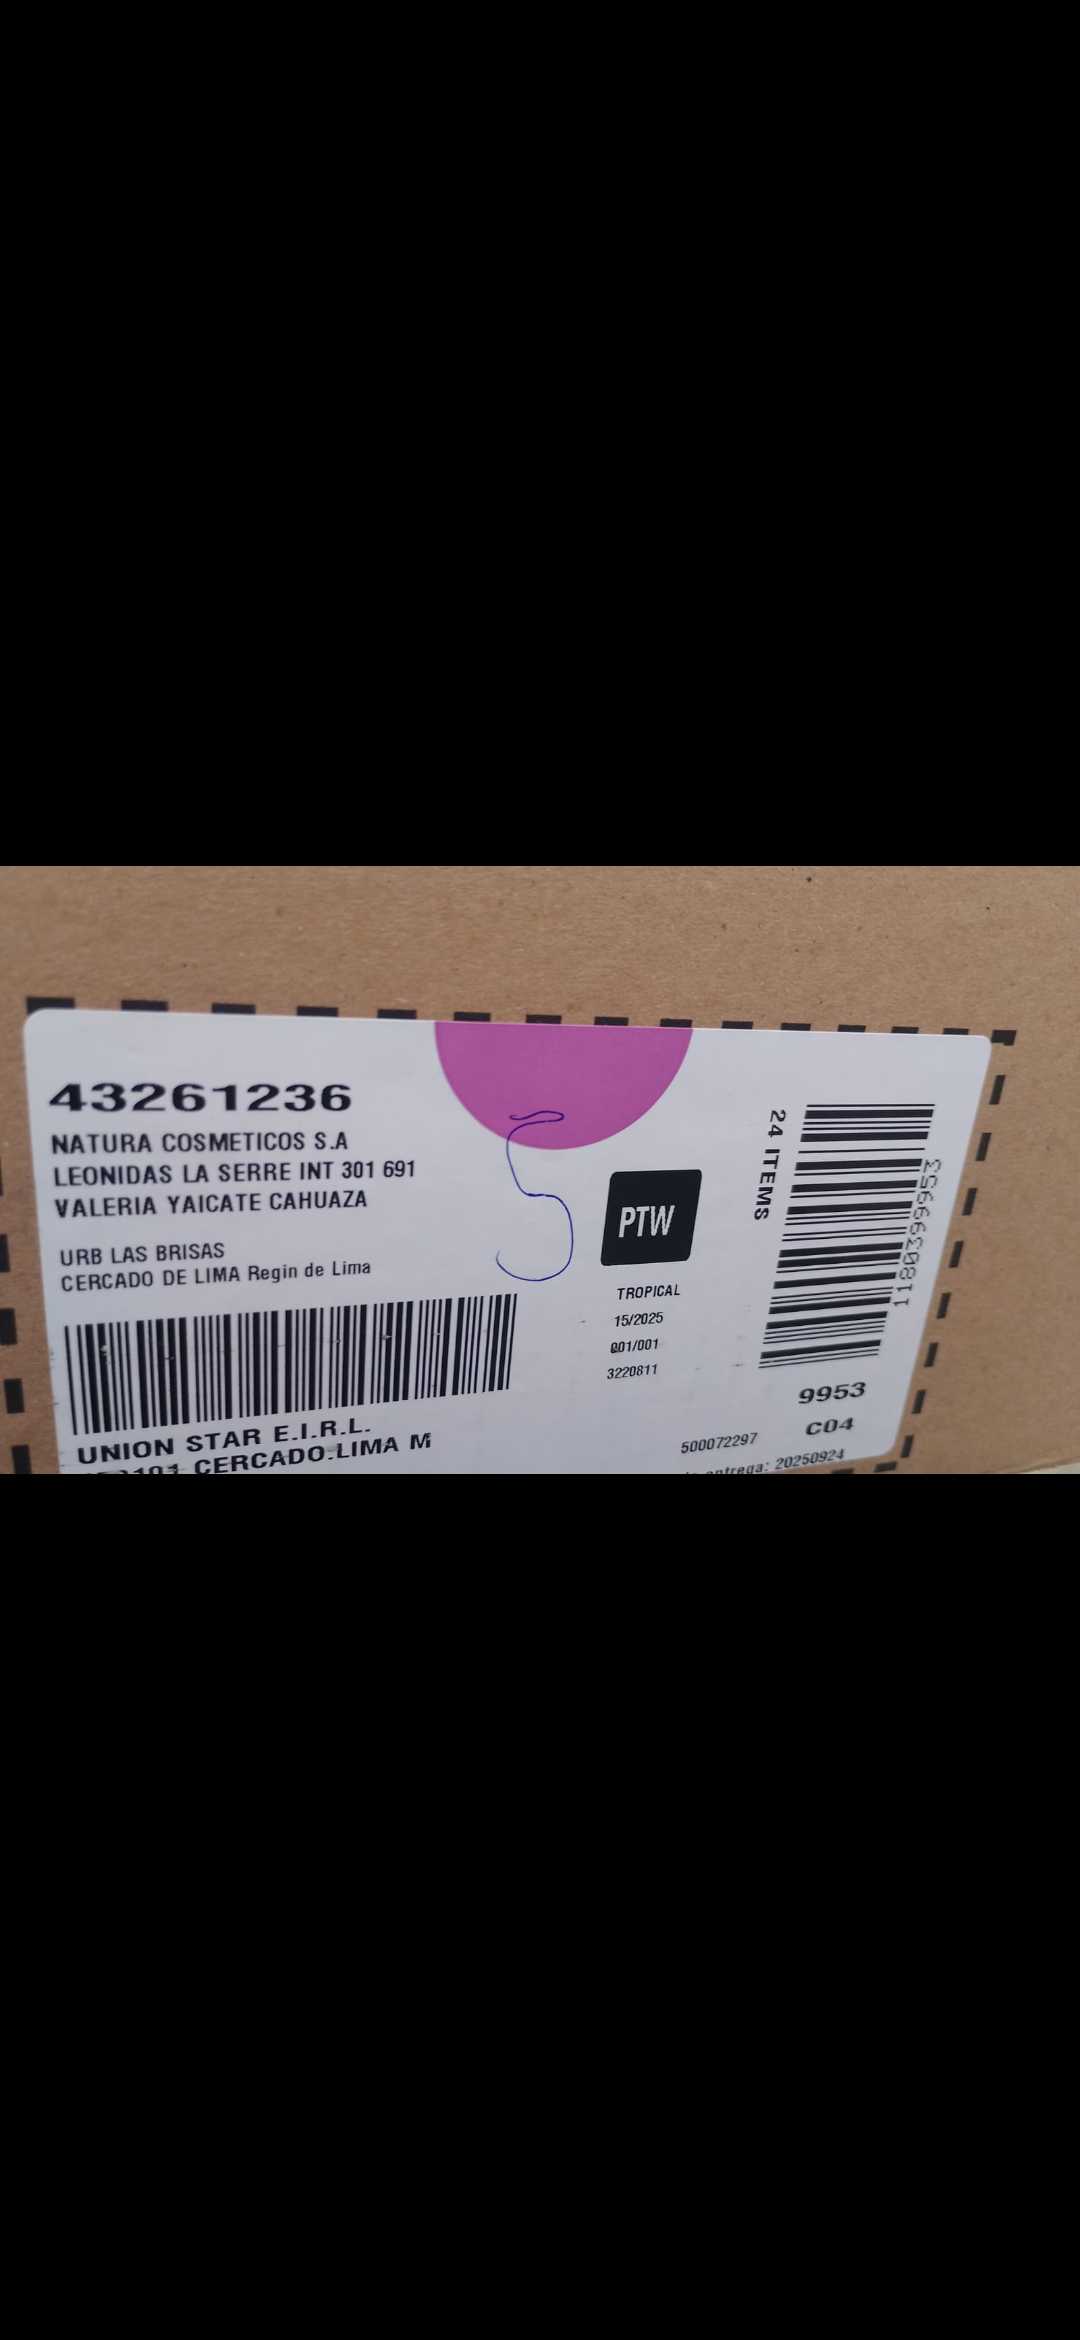 43261236
NATURA COSMETICOS S.A
LEONIDAS LA SERRE INT 301 691
VALERIA YAICATE CAHUAZA
URB LAS BRISAS
CERCADO DE LIMA Regin de Lima
UNION STAR E.I.R.L.
CERCADO.LIMA M
5
PTW
TROPICAL
15/2025
001/001
3220811
24 ITEMS
9953
C04
500072297
entrega: 20250924